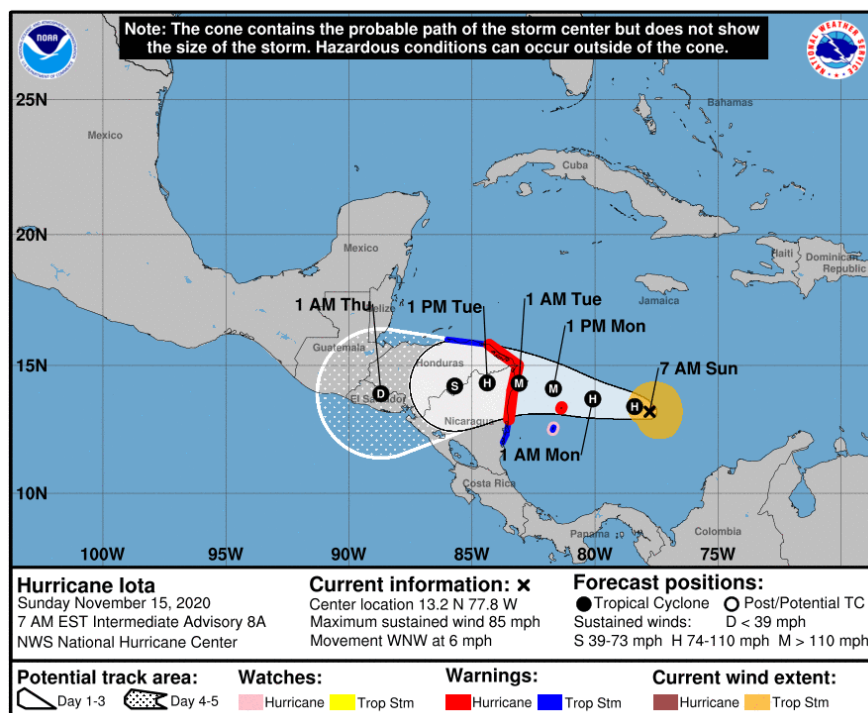 Note: The cone contains the probable path of the storm center but does not show
the size of the storm. Hazardous conditions can occur outside of the cone.
NOAA
NATIONAL WEATHER SERVICE
25N
Mexico
Bahamas
Cuba
20N
Mexico
Haiti
Dominican
Republic
Jamaica
1 AM Thu
Belize
1 PM Tue
1 AM Tue
1 PM Mon
Guatemala
15N
Honduras
7 AM Sun
D
S
H
M
M
H
H
El Salvador
Nicaragua
1 AM Mon
Costa Rica
10N
Panama
Colombia
100W
90W
85W
80W
75W
Hurricane Iota
Sunday November 15, 2020
7 AM EST Intermediate Advisory 8A
NWS National Hurricane Center
Current information: ×
Center location 13.2 N 77.8 W
Maximum sustained wind 85 mph
Movement WNW at 6 mph
Forecast positions:
Tropical Cyclone Post/Potential TC
Sustained winds: D < 39 mph
S 39-73 mph H 74-110 mph M > 110 mph
Potential track area:
Day 1-3 Day 4-5
Watches:
Hurricane Trop Stm
Warnings:
Hurricane Trop Stm
Current wind extent:
Hurricane Trop Stm